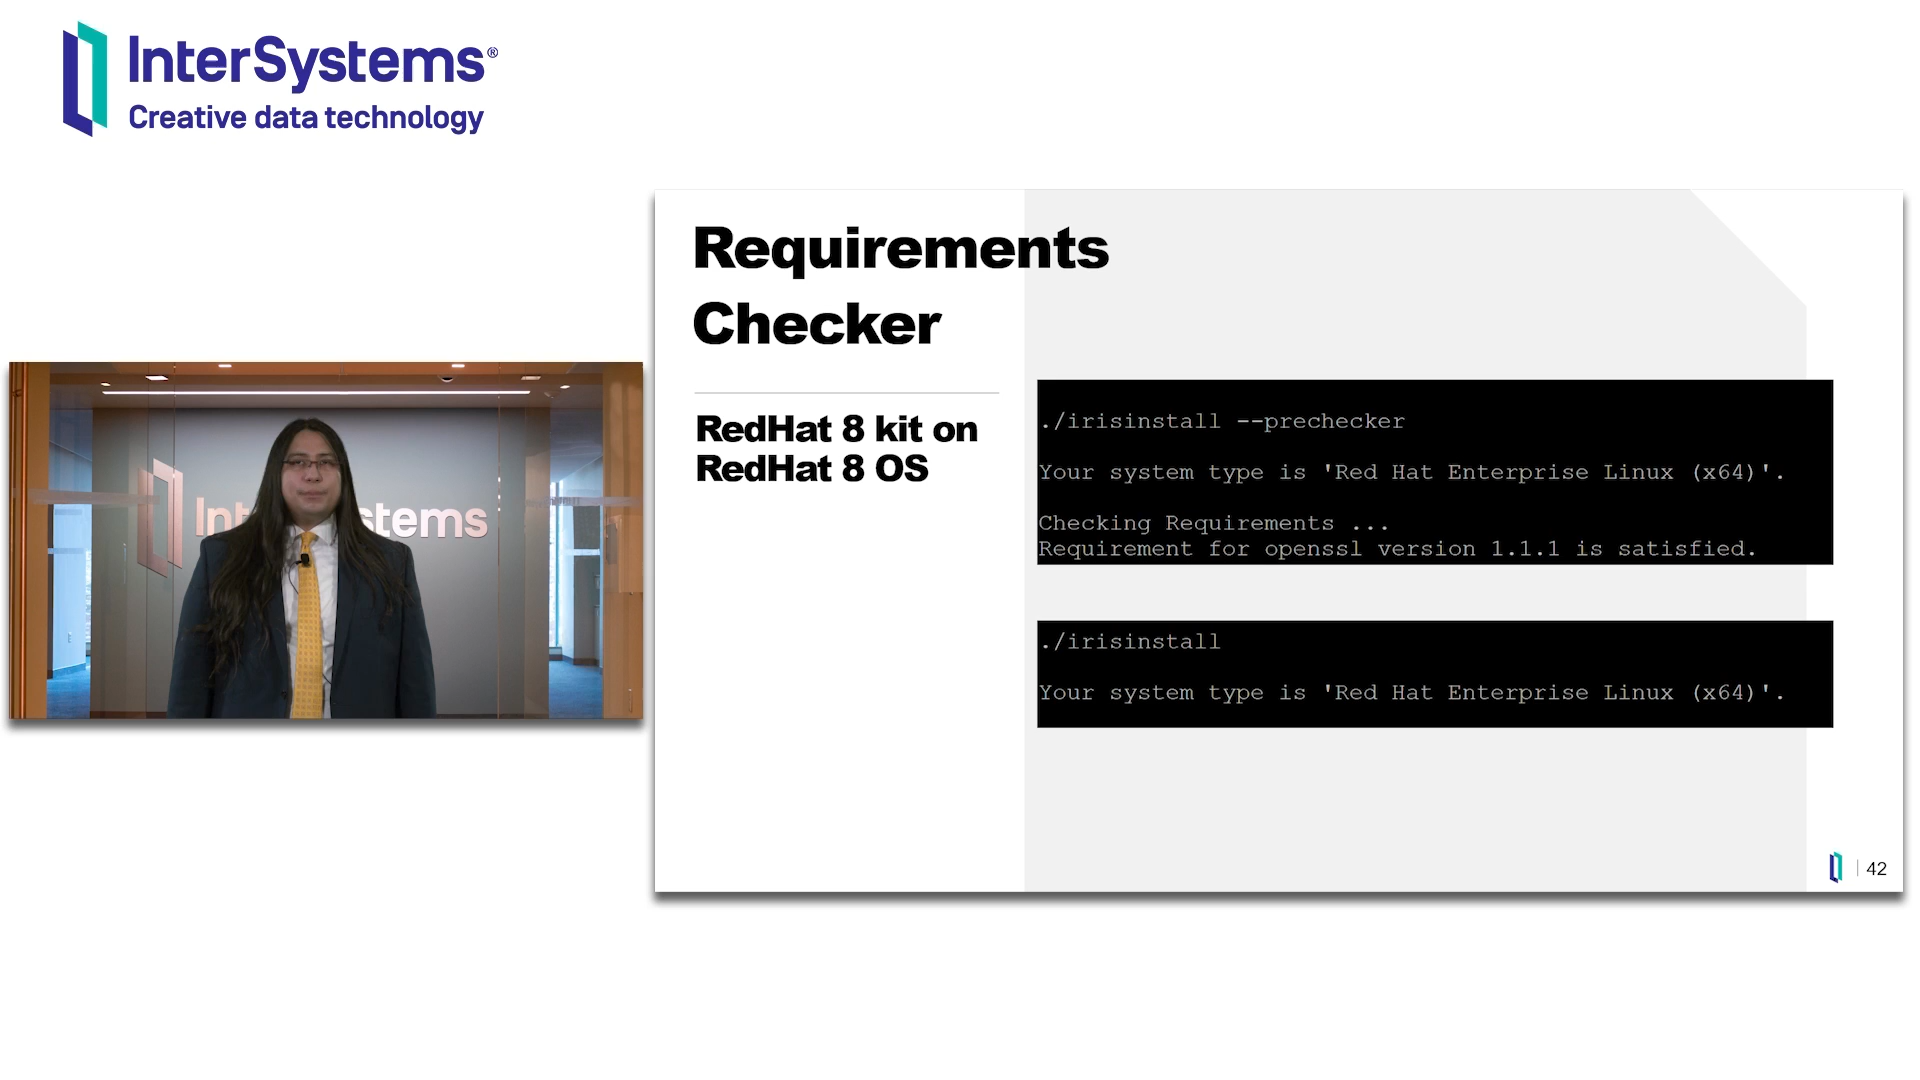 InterSystems®
Creative data technology
Requirements
Checker
RedHat 8 kit on
RedHat 8 OS
./irisinstall --prechecker
Your system type is 'Red Hat Enterprise Linux (x64)'.
Checking Requirements ...
Requirement for openssl version 1.1.1 is satisfied.
./irisinstall
Your system type is 'Red Hat Enterprise Linux (x64)'.
42